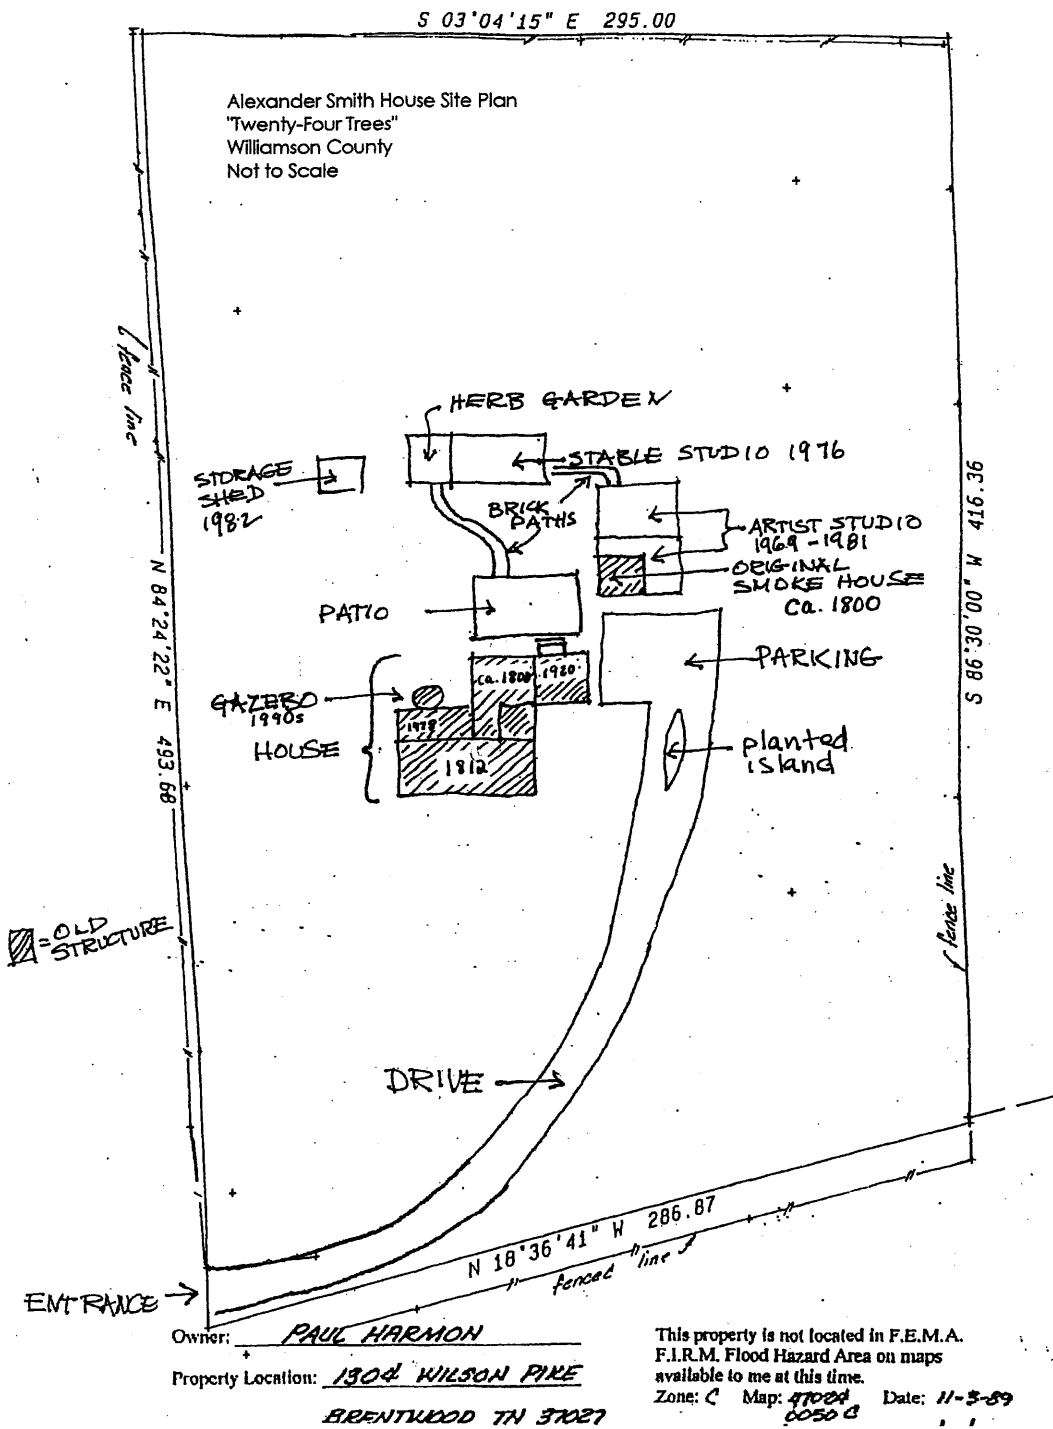 S 03°04'15" E 295.00
Alexander Smith House Site Plan
"Twenty-Four Trees"
Williamson County
Not to Scale
fence line
HERB GARDEN
STABLE STUDIO 1976
STORAGE
SHED
1982
BRICK
PATHS
ARTIST STUDIO
1969-1981
ORIGINAL
SMOKE HOUSE
ca. 1800
S 86°30'00" W 416.36
N 84°24'22" E 493.68
PATIO
PARKING
ca. 1800
1920
GAZEBO
1990s
HOUSE
1812
planted
island
= OLD
STRUCTURE
fence line
DRIVE
N 18°36'41" W 286.87
fenced line
ENTRANCE
Owner: PAUL HARMON
Property Location: 1304 WILSON PIKE
BRENTWOOD TN 37027
This property is not located in F.E.M.A.
F.I.R.M. Flood Hazard Area on maps
available to me at this time.
Zone: C Map: 47024 Date: 11-3-89
0050 C